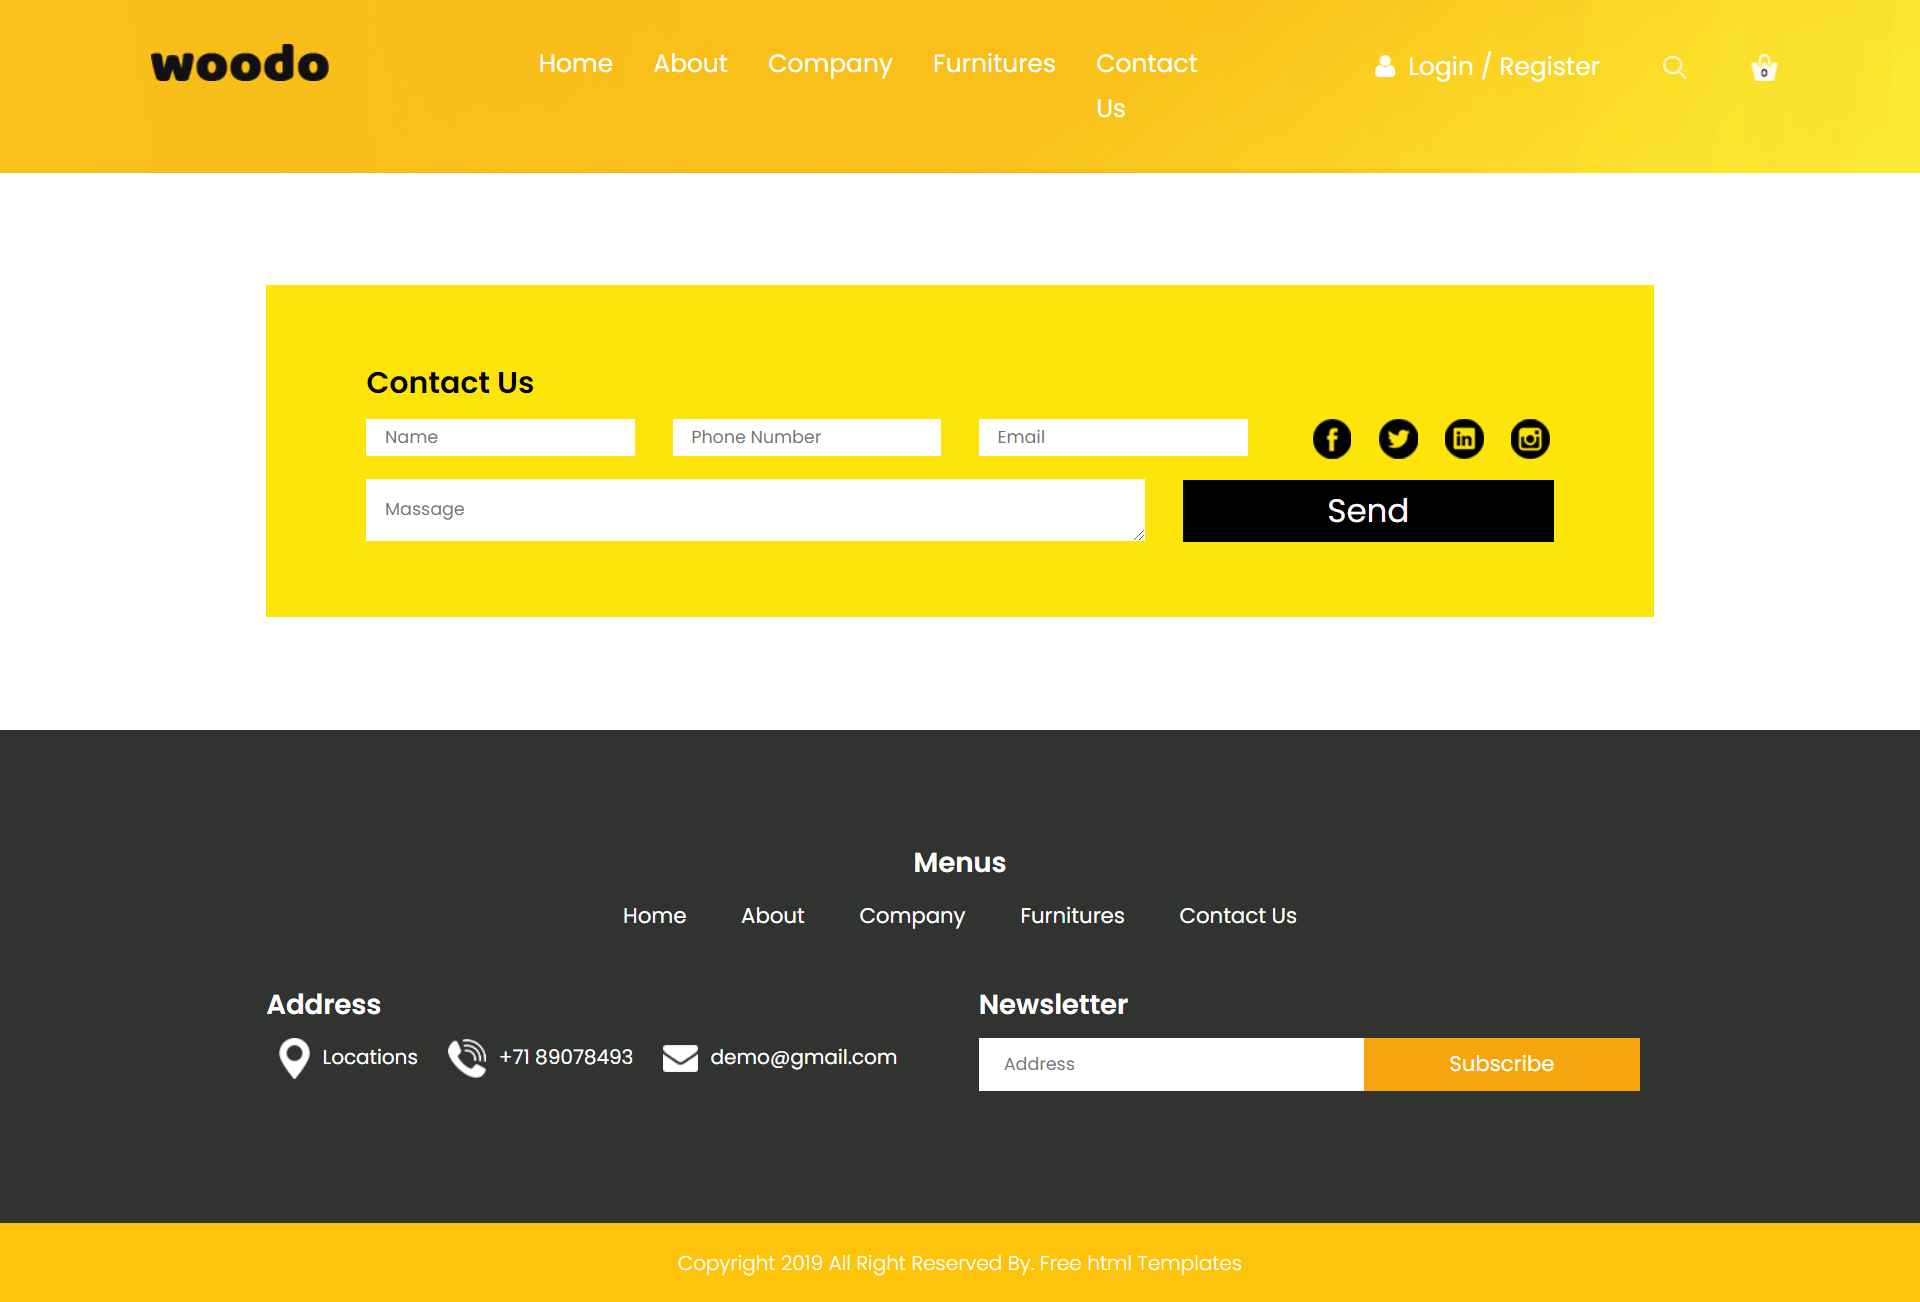 woodo
Home About Company Furnitures Contact Us
Login / Register
0
Contact Us
Name Phone Number Email
Massage
Send
Menus
Home About Company Furnitures Contact Us
Address
Locations +71 89078493 demo@gmail.com
Newsletter
Address Subscribe
Copyright 2019 All Right Reserved By. Free html Templates